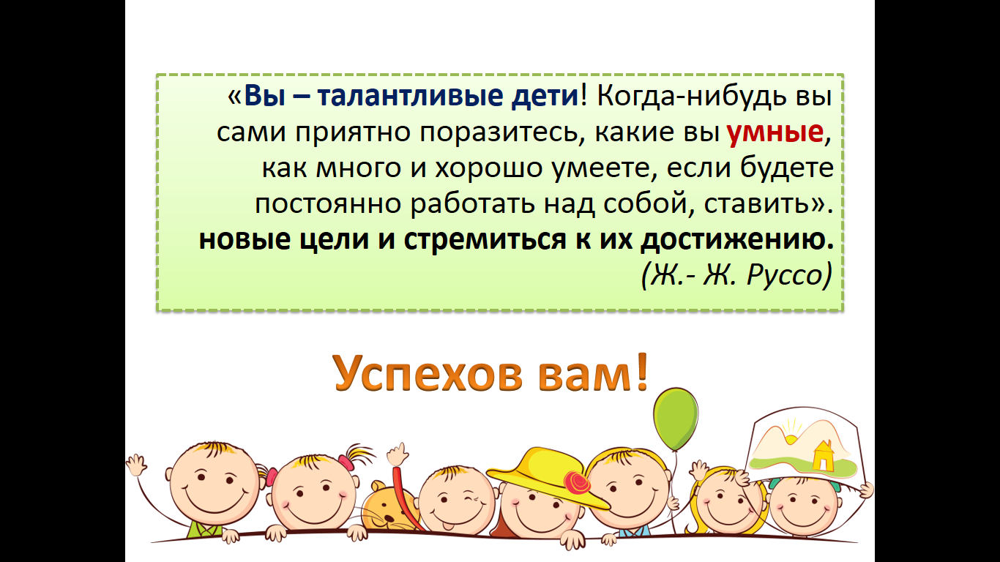 «Вы – талантливые дети! Когда-нибудь вы
сами приятно поразитесь, какие вы умные,
как много и хорошо умеете, если будете
постоянно работать над собой, ставить».
новые цели и стремиться к их достижению.
(Ж.- Ж. Руссо)
Успехов вам!